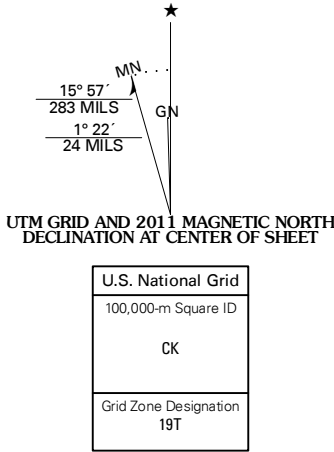 ★
MN
GN
15° 57´
283 MILS
1° 22´
24 MILS
UTM GRID AND 2011 MAGNETIC NORTH
DECLINATION AT CENTER OF SHEET
U.S. National Grid
100,000-m Square ID
CK
Grid Zone Designation
19T